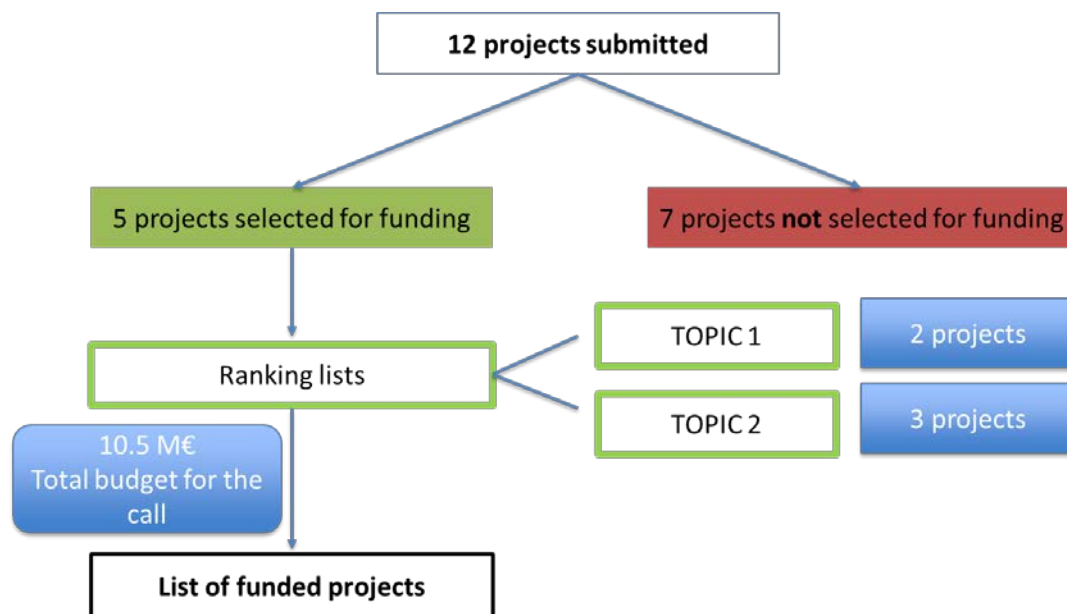 12 projects submitted
5 projects selected for funding
7 projects not selected for funding
Ranking lists
TOPIC 1
2 projects
TOPIC 2
3 projects
10.5 M€
Total budget for the
call
List of funded projects